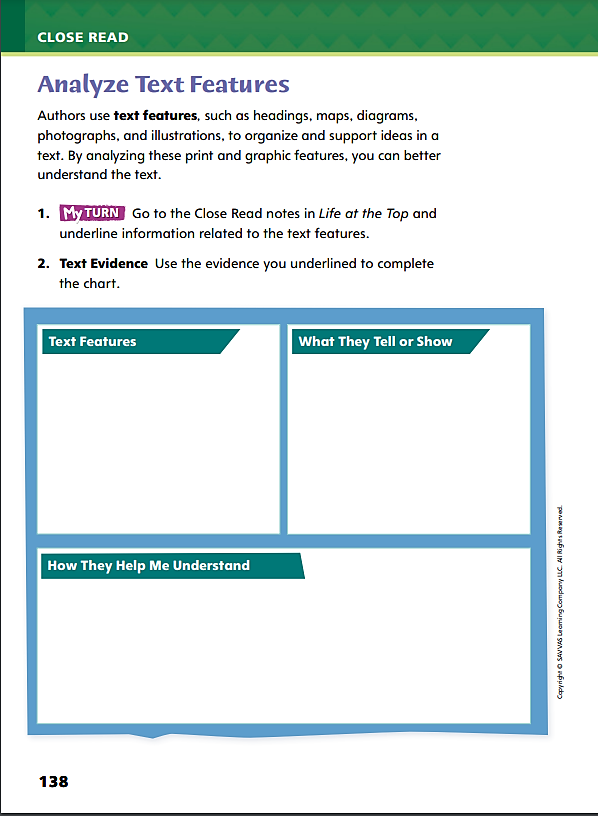 CLOSE READ
Analyze Text Features
Authors use text features, such as headings, maps, diagrams,
photographs, and illustrations, to organize and support ideas in a
text. By analyzing these print and graphic features, you can better
understand the text.
1. My TURN Go to the Close Read notes in Life at the Top and
underline information related to the text features.
2. Text Evidence Use the evidence you underlined to complete
the chart.
Text Features
What They Tell or Show
How They Help Me Understand
Copyright © SAVVAS Learning Company LLC. All Rights Reserved.
138